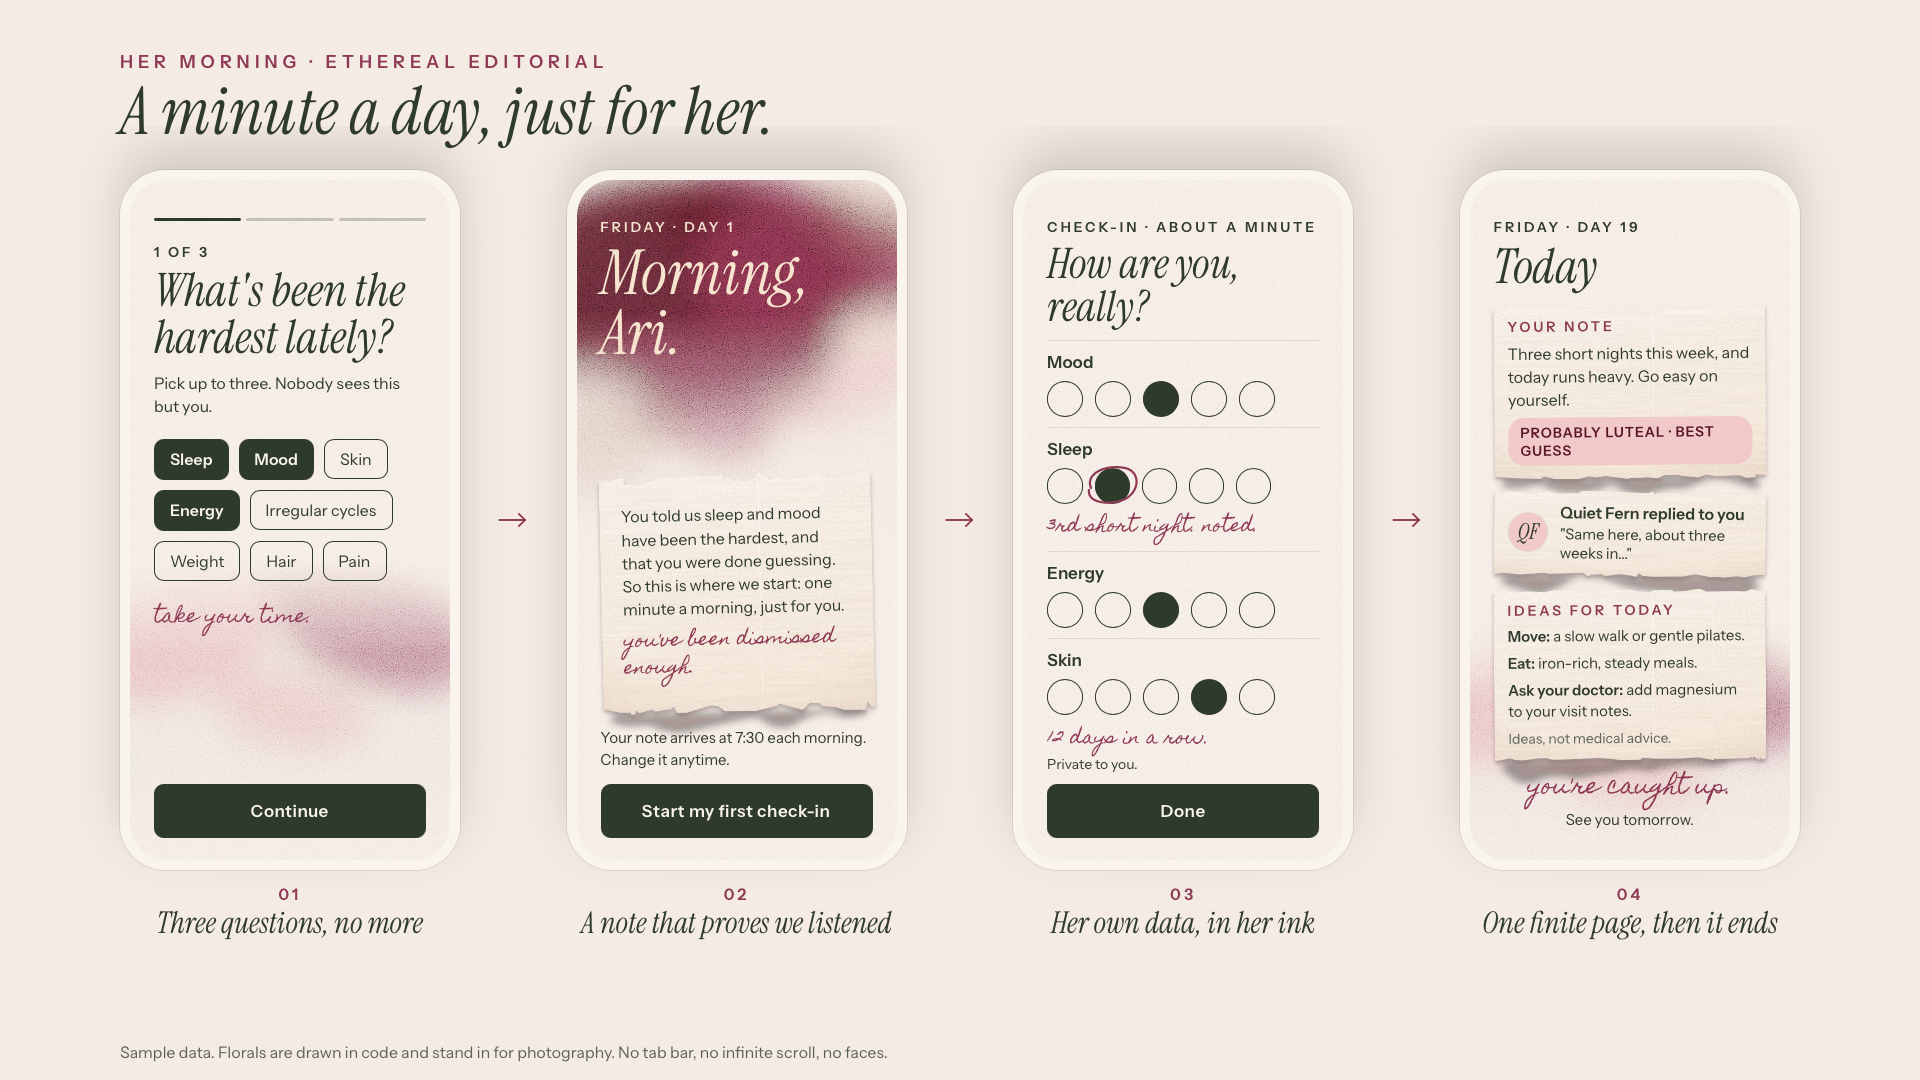 HER MORNING · ETHEREAL EDITORIAL
A minute a day, just for her.
1 OF 3
What's been the
hardest lately?
Pick up to three. Nobody sees this
but you.
Sleep
Mood
Skin
Energy
Irregular cycles
Weight
Hair
Pain
take your time.
Continue
01
Three questions, no more
FRIDAY · DAY 1
Morning,
Ari.
You told us sleep and mood
have been the hardest, and
that you were done guessing.
So this is where we start: one
minute a morning, just for you.
you've been dismissed
enough.
Your note arrives at 7:30 each morning.
Change it anytime.
Start my first check-in
02
A note that proves we listened
CHECK-IN · ABOUT A MINUTE
How are you,
really?
Mood
Sleep
3rd short night. noted.
Energy
Skin
12 days in a row.
Private to you.
Done
03
Her own data, in her ink
FRIDAY · DAY 19
Today
YOUR NOTE
Three short nights this week, and
today runs heavy. Go easy on
yourself.
PROBABLY LUTEAL · BEST
GUESS
QF
Quiet Fern replied to you
"Same here, about three
weeks in..."
IDEAS FOR TODAY
Move: a slow walk or gentle pilates.
Eat: iron-rich, steady meals.
Ask your doctor: add magnesium
to your visit notes.
Ideas, not medical advice.
you're caught up.
See you tomorrow.
04
One finite page, then it ends
Sample data. Florals are drawn in code and stand in for photography. No tab bar, no infinite scroll, no faces.